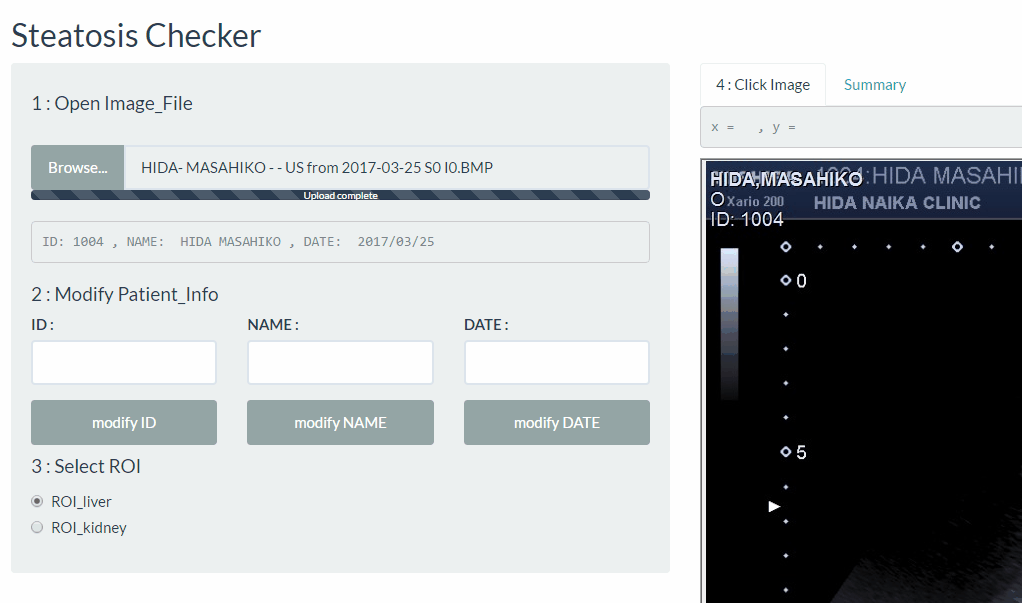 Steatosis Checker
1 : Open Image_File
Browse... HIDA- MASAHIKO - - US from 2017-03-25 S0 I0.BMP
Upload complete
ID: 1004 , NAME: HIDA MASAHIKO , DATE: 2017/03/25
2 : Modify Patient_Info
ID : NAME : DATE :
modify ID modify NAME modify DATE
3 : Select ROI
ROI_liver
ROI_kidney
4 : Click Image Summary
x = , y =
HIDA,MASAHIKO 1004:HIDA MASAHI
Xario 200 HIDA NAIKA CLINIC
ID: 1004
0
5